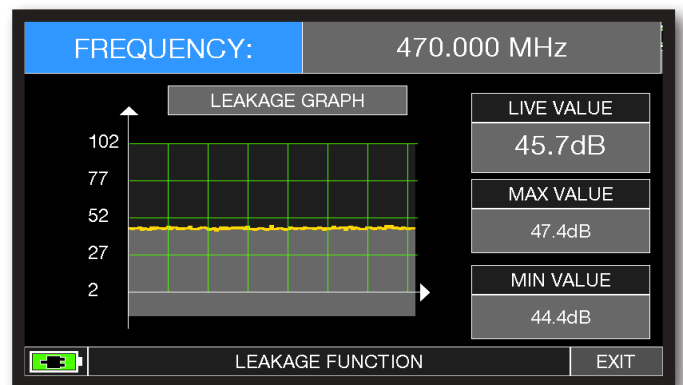 FREQUENCY: 470.000 MHz
LEAKAGE GRAPH
102
77
52
27
2
LIVE VALUE
45.7dB
MAX VALUE
47.4dB
MIN VALUE
44.4dB
LEAKAGE FUNCTION
EXIT